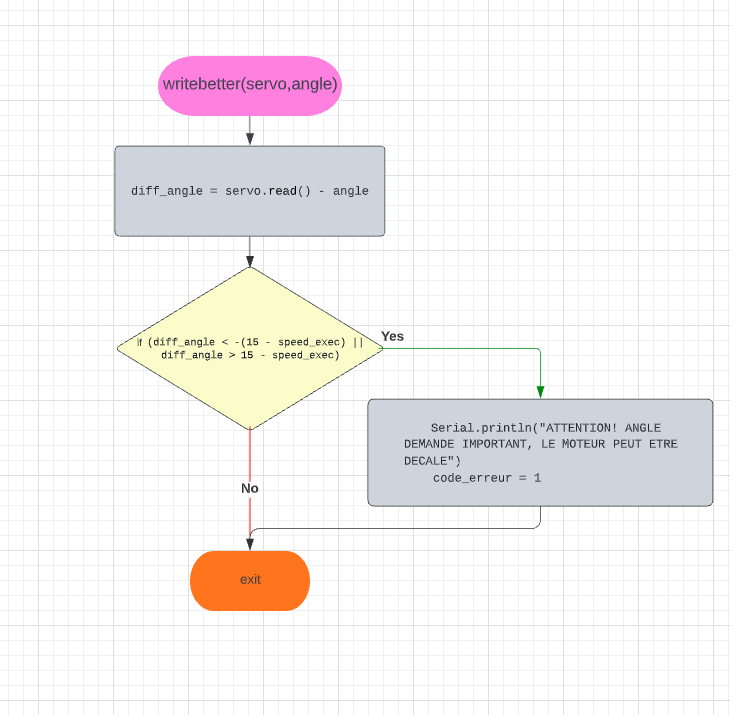 writebetter(servo,angle)
diff_angle = servo.read() - angle
if (diff_angle < -(15 - speed_exec) ||
diff_angle > 15 - speed_exec)
Yes
Serial.println("ATTENTION! ANGLE
DEMANDE IMPORTANT, LE MOTEUR PEUT ETRE
DECALE")
code_erreur = 1
No
exit